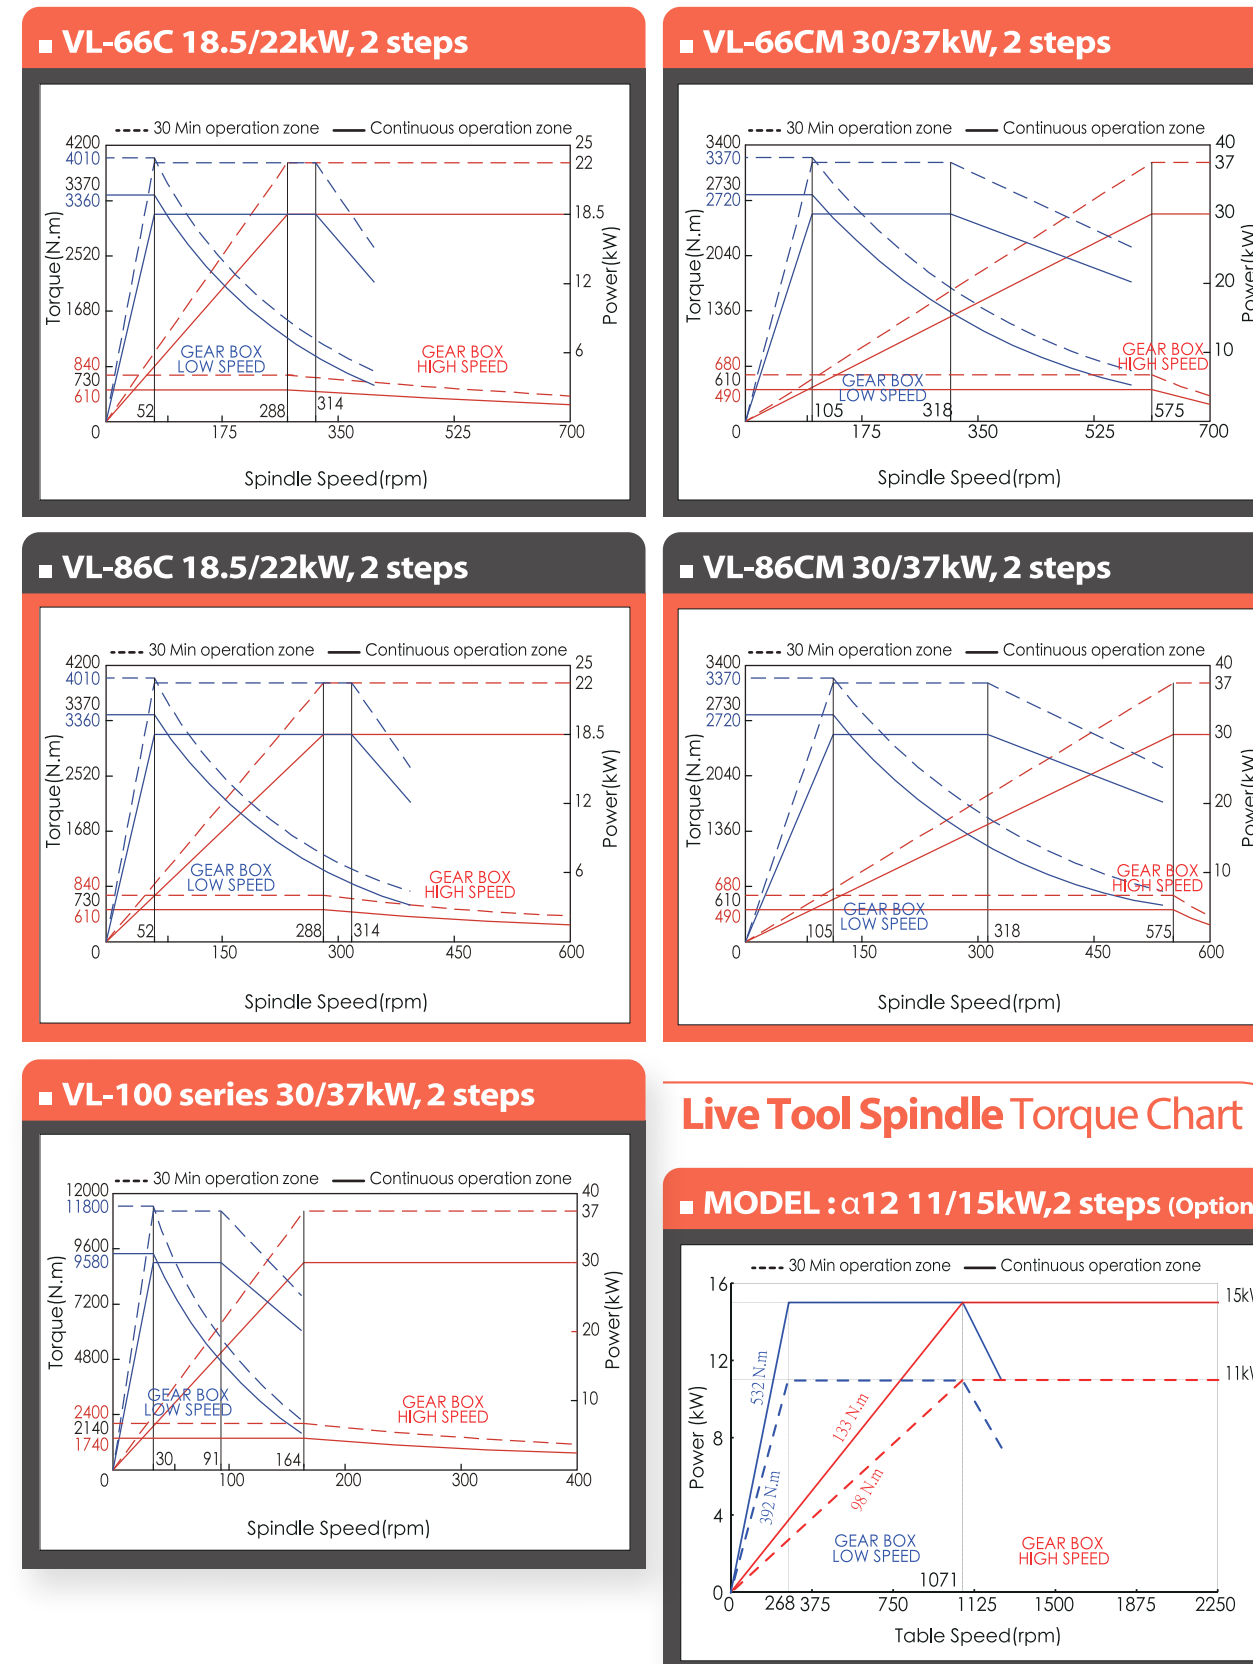 ■ VL-66C 18.5/22kW, 2 steps
30 Min operation zone
Continuous operation zone
4200
4010
3370
3360
2520
1680
840
730
610
Torque(N.m)
25
22
18.5
12
6
Power(kW)
GEAR BOX
LOW SPEED
GEAR BOX
HIGH SPEED
52
288
314
0
175
350
525
700
Spindle Speed(rpm)
■ VL-66CM 30/37kW, 2 steps
30 Min operation zone
Continuous operation zone
3400
3370
2730
2720
2040
1360
680
610
490
Torque(N.m)
40
37
30
20
10
Power(kW)
GEAR BOX
LOW SPEED
GEAR BOX
HIGH SPEED
105
318
575
0
175
350
525
700
Spindle Speed(rpm)
■ VL-86C 18.5/22kW, 2 steps
30 Min operation zone
Continuous operation zone
4200
4010
3370
3360
2520
1680
840
730
610
Torque(N.m)
25
22
18.5
12
6
Power(kW)
GEAR BOX
LOW SPEED
GEAR BOX
HIGH SPEED
52
288
314
0
150
300
450
600
Spindle Speed(rpm)
■ VL-86CM 30/37kW, 2 steps
30 Min operation zone
Continuous operation zone
3400
3370
2730
2720
2040
1360
680
610
490
Torque(N.m)
40
37
30
20
10
Power(kW)
GEAR BOX
LOW SPEED
GEAR BOX
HIGH SPEED
105
318
575
0
150
300
450
600
Spindle Speed(rpm)
■ VL-100 series 30/37kW, 2 steps
30 Min operation zone
Continuous operation zone
12000
11800
9600
9580
7200
4800
2400
2140
1740
Torque(N.m)
40
37
30
20
10
Power(kW)
GEAR BOX
LOW SPEED
GEAR BOX
HIGH SPEED
30
91
164
0
100
200
300
400
Spindle Speed(rpm)
Live Tool Spindle Torque Chart
■ MODEL : α12 11/15kW,2 steps (Option
30 Min operation zone
Continuous operation zone
16
12
8
4
0
Power (kW)
15kW
11kW
532 N.m
392 N.m
133 N.m
98 N.m
GEAR BOX
LOW SPEED
GEAR BOX
HIGH SPEED
1071
0
268
375
750
1125
1500
1875
2250
Table Speed(rpm)